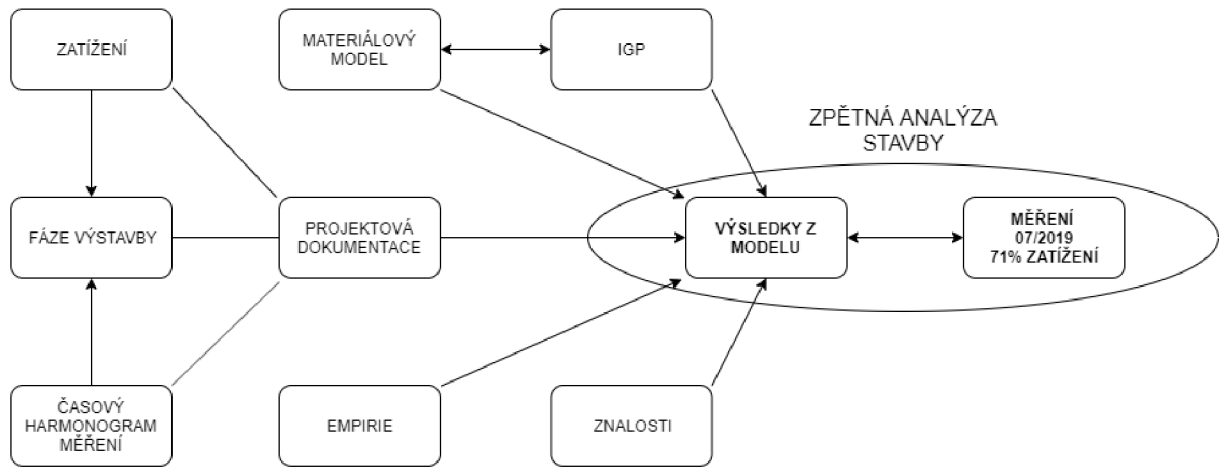 ZATÍŽENÍ
MATERIÁLOVÝ
MODEL
IGP
ZPĚTNÁ ANALÝZA
STAVBY
FÁZE VÝSTAVBY
PROJEKTOVÁ
DOKUMENTACE
VÝSLEDKY Z
MODELU
MĚŘENÍ
07/2019
71% ZATÍŽENÍ
ČASOVÝ
HARMONOGRAM
MĚŘENÍ
EMPIRIE
ZNALOSTI